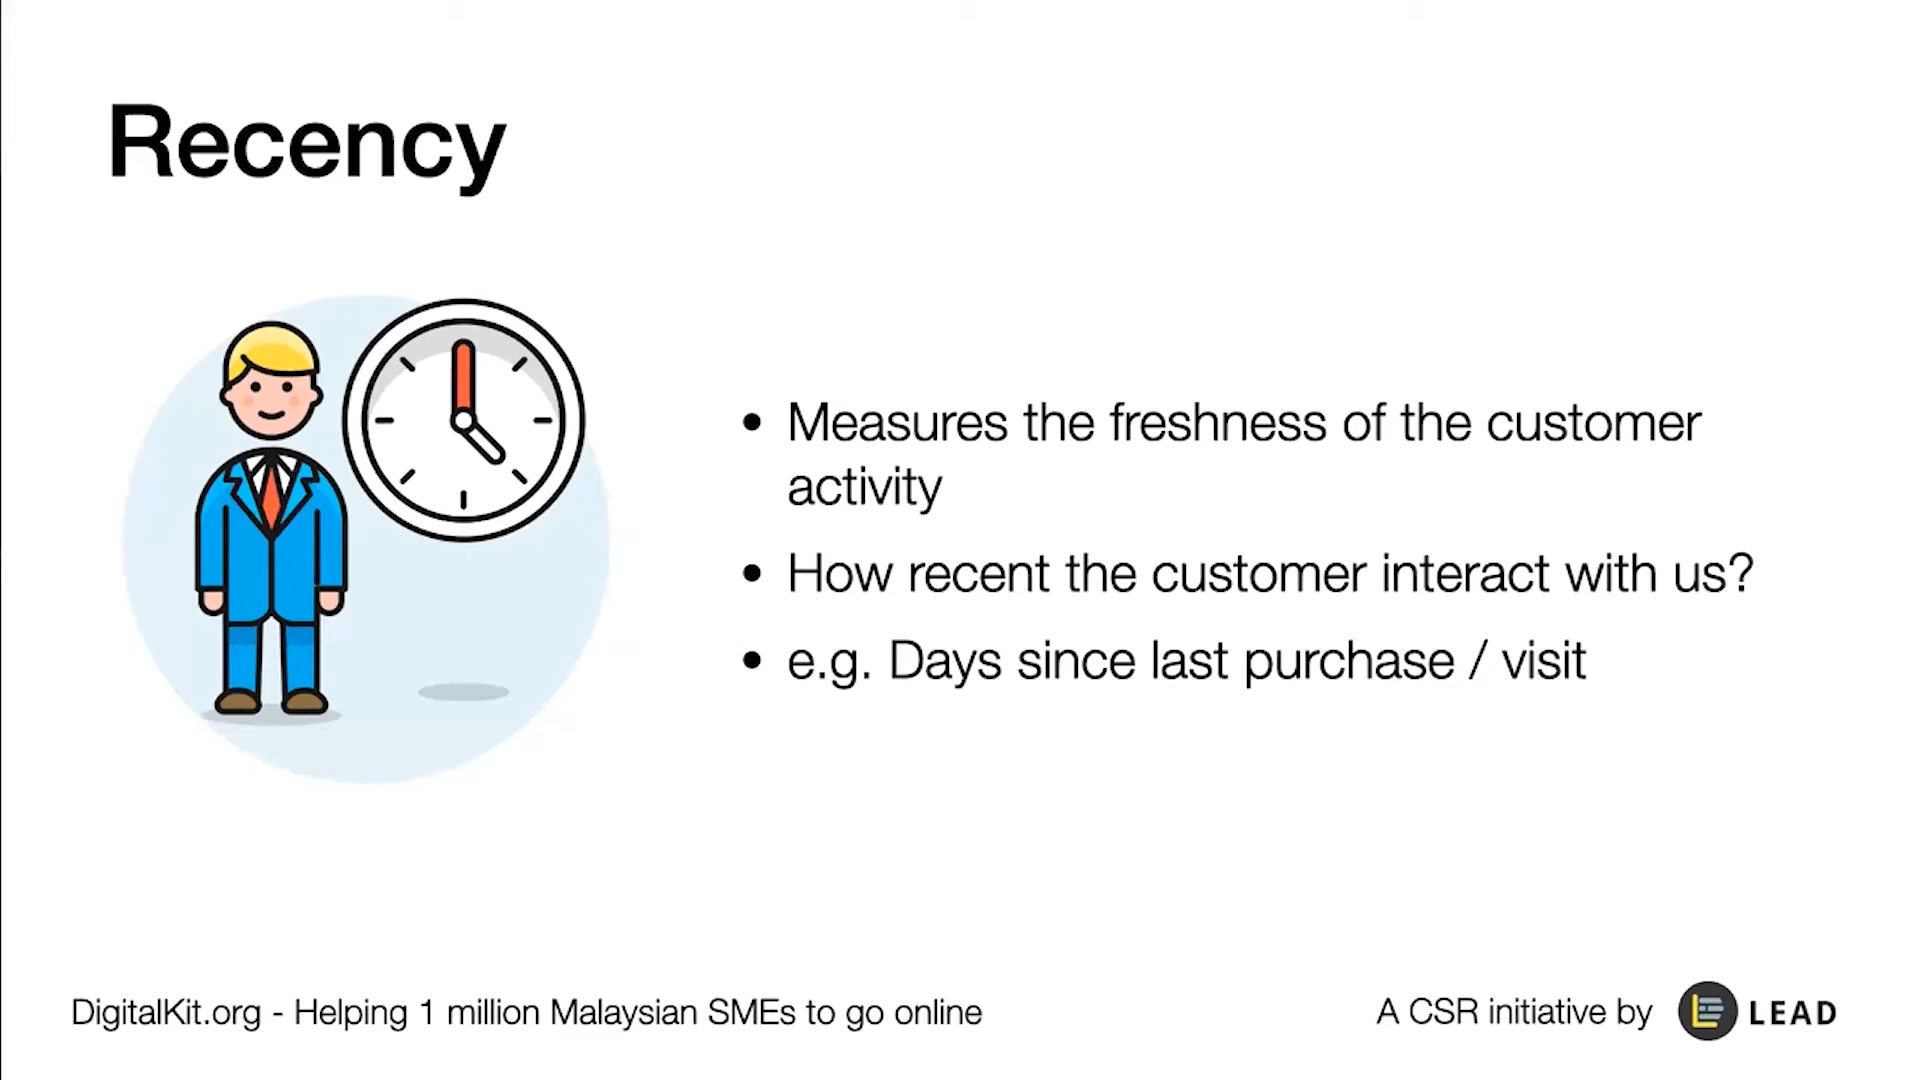 Recency
• Measures the freshness of the customer
activity
• How recent the customer interact with us?
• e.g. Days since last purchase / visit
DigitalKit.org - Helping 1 million Malaysian SMEs to go online
A CSR initiative by LEAD